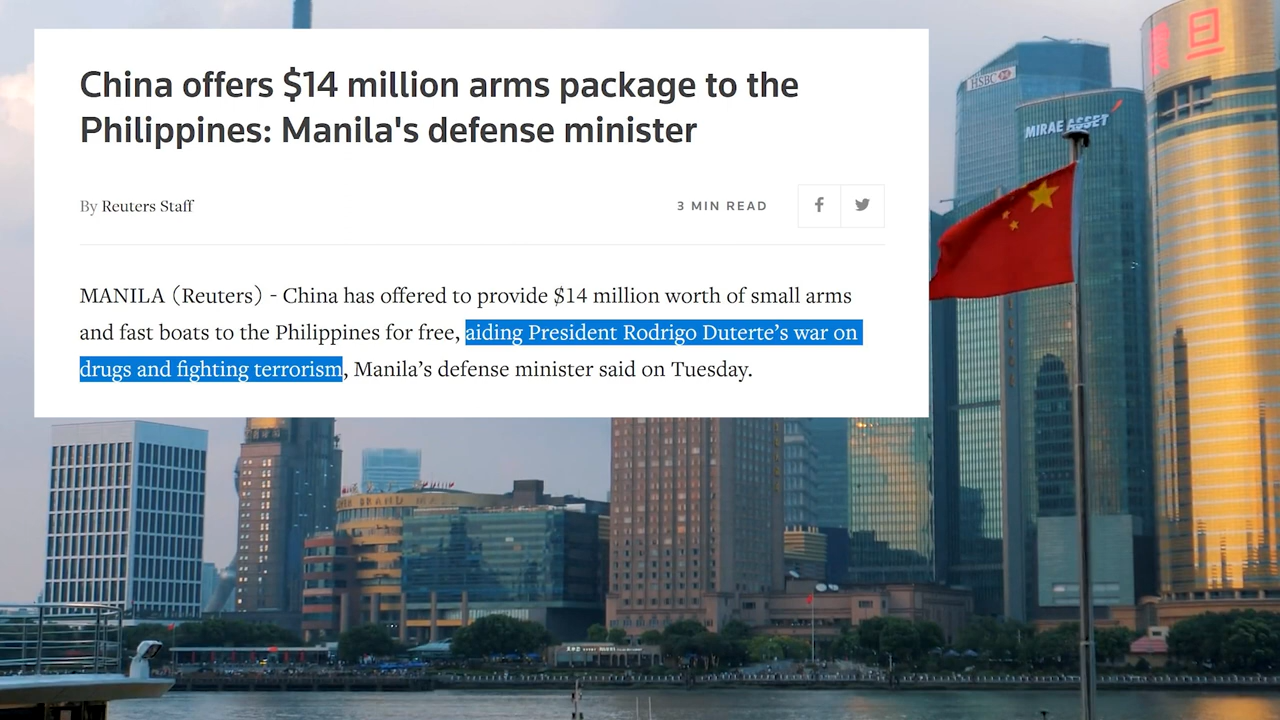 China offers $14 million arms package to the
Philippines: Manila's defense minister
By Reuters Staff
3 MIN READ
MANILA (Reuters) - China has offered to provide $14 million worth of small arms
and fast boats to the Philippines for free, aiding President Rodrigo Duterte’s war on
drugs and fighting terrorism, Manila’s defense minister said on Tuesday.
HSBC
MIRAE ASSET
旦